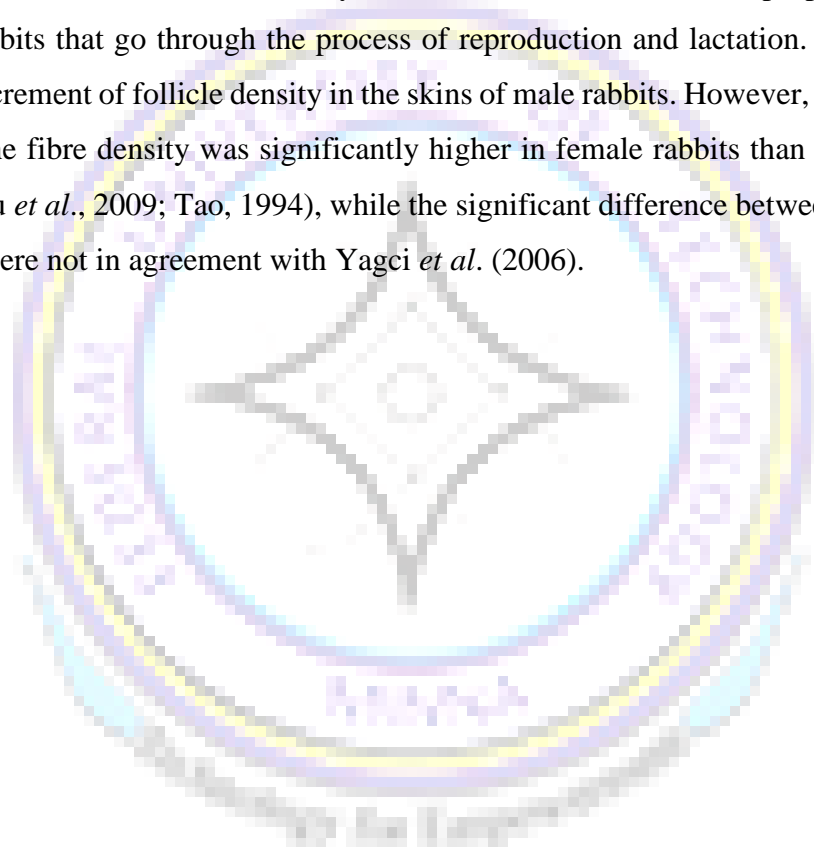 bits that go through the process of reproduction and lactation.
crement of follicle density in the skins of male rabbits. However,
e fibre density was significantly higher in female rabbits than
u et al., 2009; Tao, 1994), while the significant difference betwee
ere not in agreement with Yagci et al. (2006).